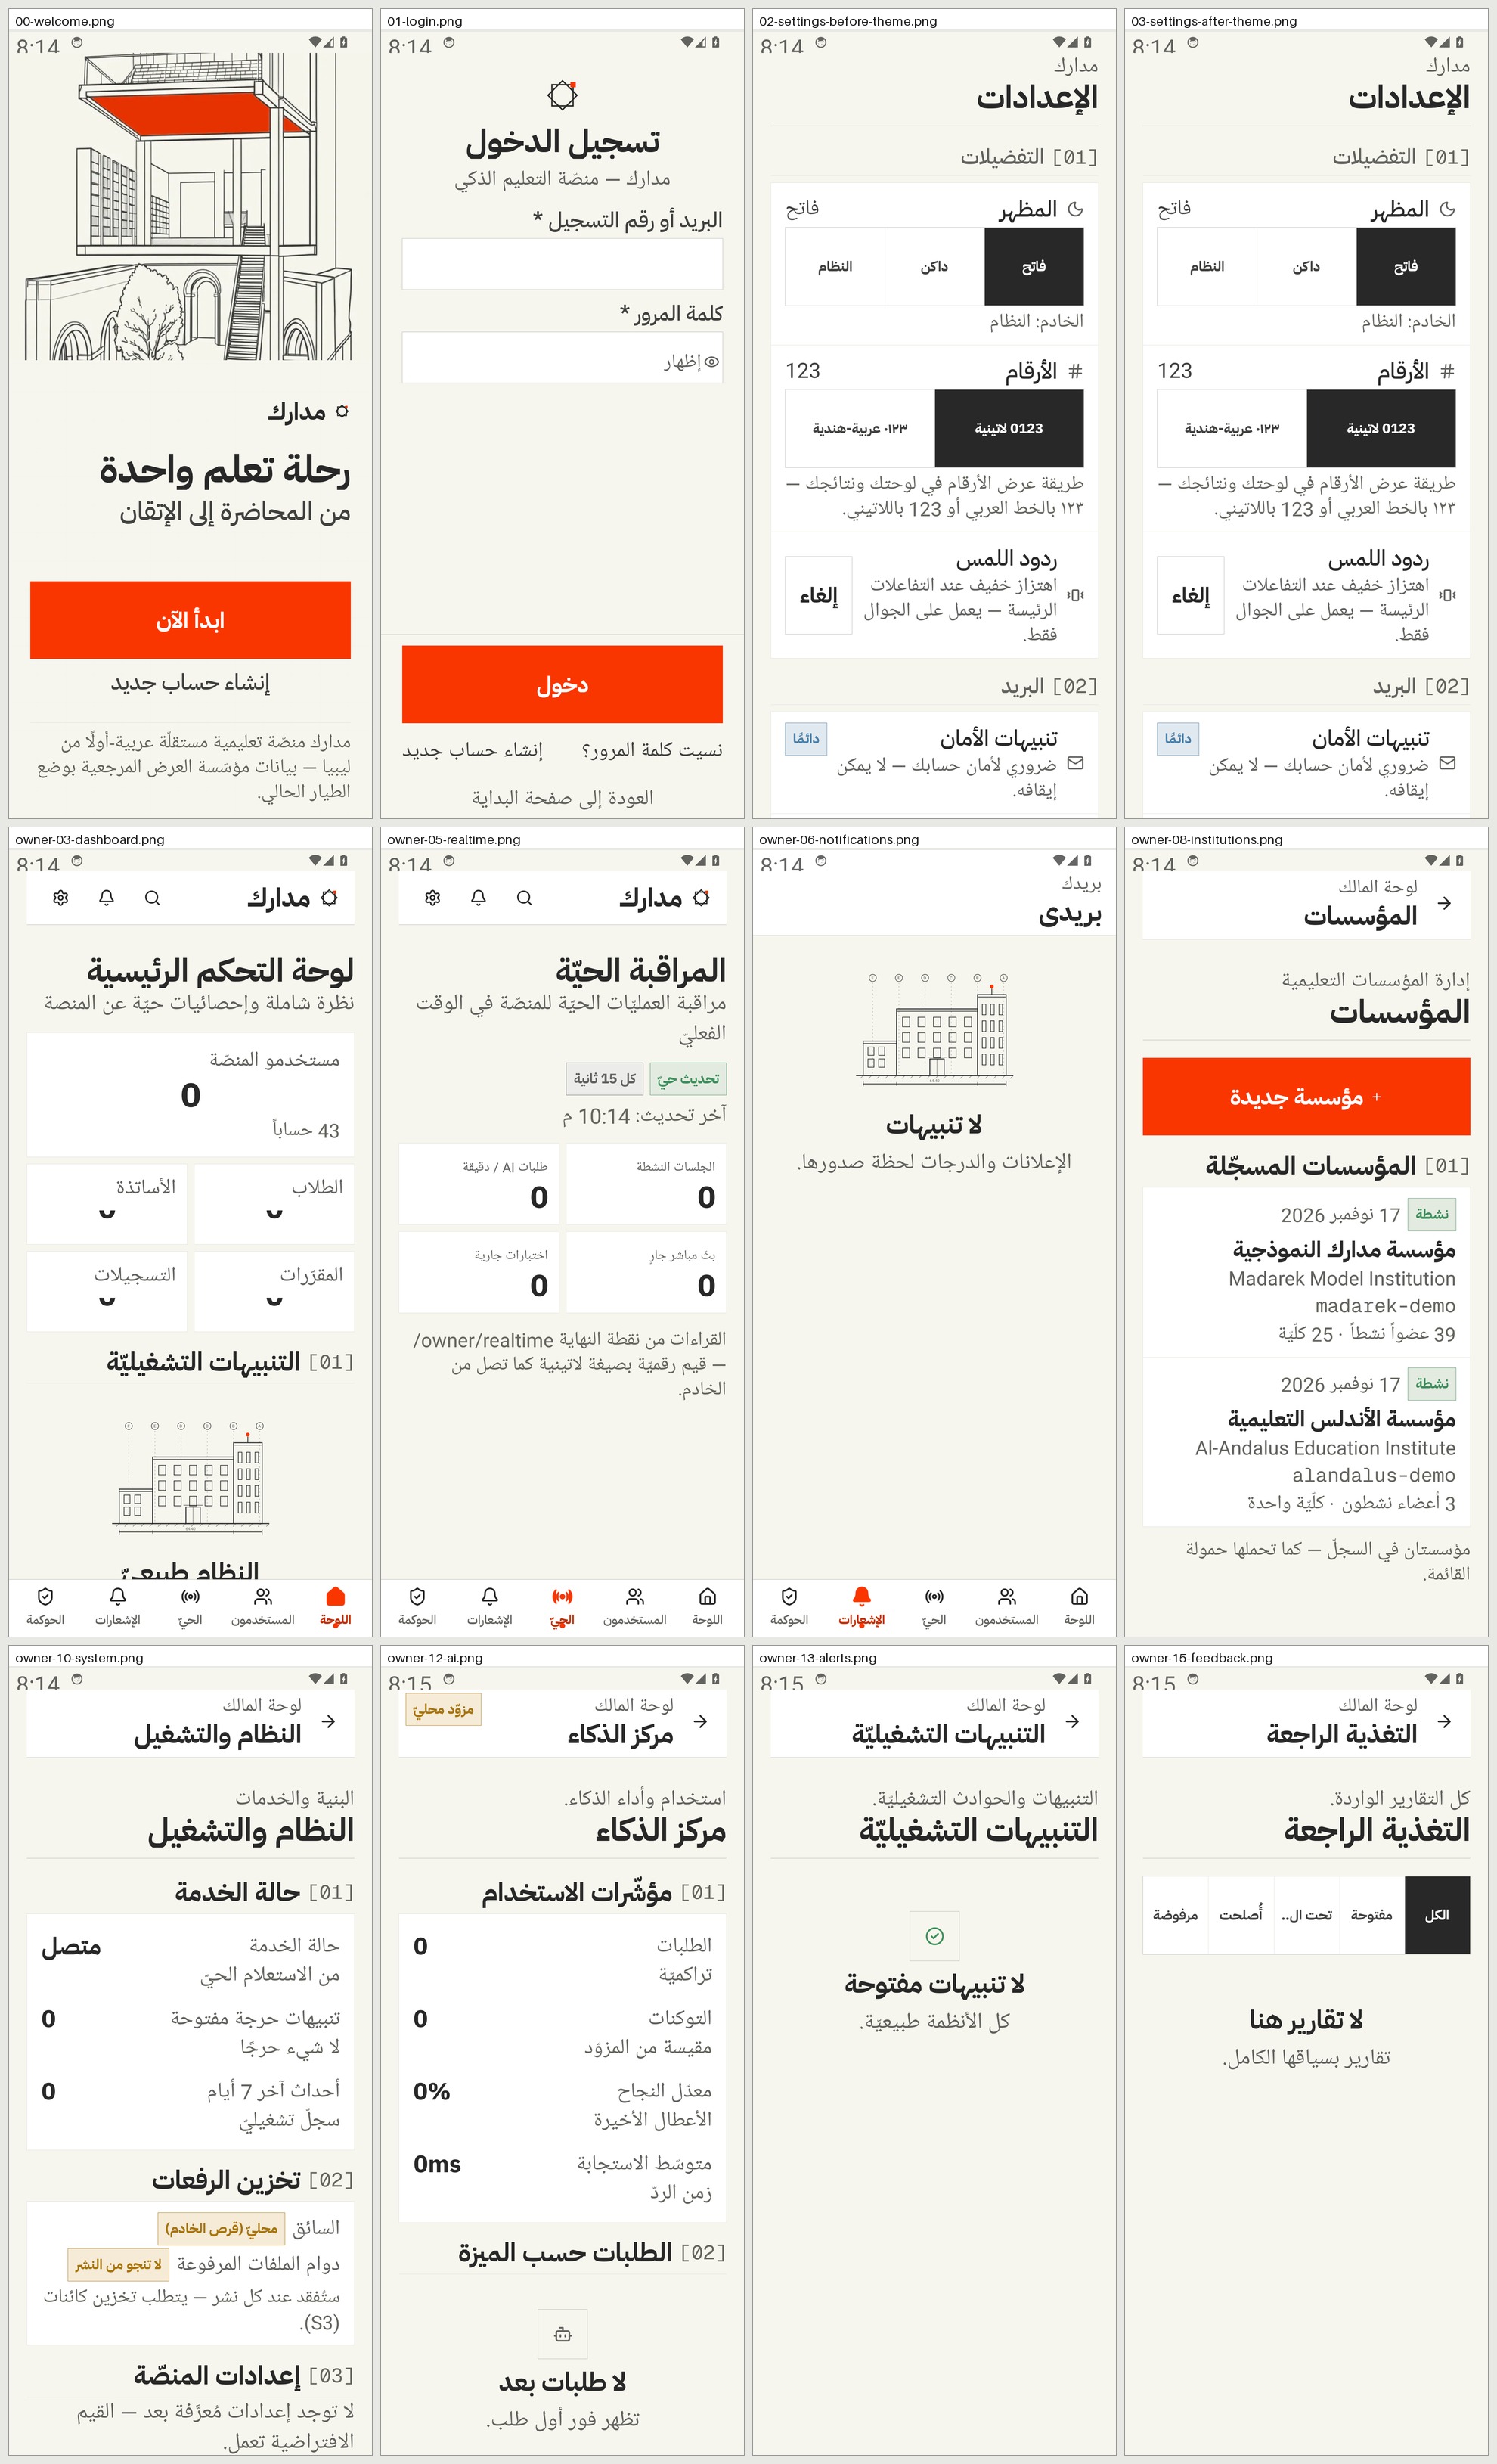 00-welcome.png
8:14
مدارك
رحلة تعلم واحدة
من المحاضرة إلى الإتقان
ابدأ الآن
إنشاء حساب جديد
مدارك منصّة تعليمية مستقلّة عربية-أولًا من
ليبيا — بيانات مؤسّسة العرض المرجعية بوضع
الطيار الحالي.
01-login.png
8:14
تسجيل الدخول
مدارك — منصّة التعليم الذكي
البريد أو رقم التسجيل *
كلمة المرور *
إظهار
دخول
نسيت كلمة المرور؟ إنشاء حساب جديد
العودة إلى صفحة البداية
02-settings-before-theme.png
8:14
مدارك
الإعدادات
[01] التفضيلات
المظهر فاتح
فاتح داكن النظام
الخادم: النظام
الأرقام 123
0123 لاتينية ٠١٢٣ عربية-هندية
طريقة عرض الأرقام في لوحتك ونتائجك —
١٢٣ بالخط العربي أو 123 باللاتيني.
ردود اللمس
اهتزاز خفيف عند التفاعلات
الرئيسة — يعمل على الجوال
فقط.
إلغاء
[02] البريد
تنبيهات الأمان دائمًا
ضروري لأمان حسابك — لا يمكن
إيقافه.
03-settings-after-theme.png
8:14
مدارك
الإعدادات
[01] التفضيلات
المظهر فاتح
فاتح داكن النظام
الخادم: النظام
الأرقام 123
0123 لاتينية ٠١٢٣ عربية-هندية
طريقة عرض الأرقام في لوحتك ونتائجك —
١٢٣ بالخط العربي أو 123 باللاتيني.
ردود اللمس
اهتزاز خفيف عند التفاعلات
الرئيسة — يعمل على الجوال
فقط.
إلغاء
[02] البريد
تنبيهات الأمان دائمًا
ضروري لأمان حسابك — لا يمكن
إيقافه.
owner-03-dashboard.png
8:14
مدارك
لوحة التحكم الرئيسية
نظرة شاملة وإحصائيات حيّة عن المنصة
مستخدمو المنصّة
0
43 حساباً
الطلاب الأساتذة
المقرّرات التسجيلات
[01] التنبيهات التشغيليّة
النظام طبيعيّ
اللوحة المستخدمون الحيّ الإشعارات الحوكمة
owner-05-realtime.png
8:14
مدارك
المراقبة الحيّة
مراقبة العمليّات الحيّة للمنصّة في الوقت
الفعليّ
تحديث حيّ كل 15 ثانية
آخر تحديث: 10:14 م
الجلسات النشطة طلبات AI / دقيقة
0 0
بثّ مباشر جارٍ اختبارات جارية
0 0
القراءات من نقطة النهاية owner/realtime/
— قيم رقميّة بصيغة لاتينية كما تصل من
الخادم.
اللوحة المستخدمون الحيّ الإشعارات الحوكمة
owner-06-notifications.png
8:14
بريدك
بريدى
لا تنبيهات
الإعلانات والدرجات لحظة صدورها.
اللوحة المستخدمون الحيّ الإشعارات الحوكمة
owner-08-institutions.png
8:14
لوحة المالك
المؤسسات
إدارة المؤسسات التعليمية
المؤسسات
+ مؤسسة جديدة
[01] المؤسسات المسجّلة
نشطة 17 نوفمبر 2026
مؤسسة مدارك النموذجية
Madarek Model Institution
madarek-demo
39 عضواً نشطاً · 25 كلّيّة
نشطة 17 نوفمبر 2026
مؤسسة الأندلس التعليمية
Al-Andalus Education Institute
alandalus-demo
3 أعضاء نشطون · كلّيّة واحدة
مؤسستان في السجلّ — كما تحملها حمولة
القائمة.
owner-10-system.png
8:14
لوحة المالك
النظام والتشغيل
البنية والخدمات
النظام والتشغيل
[01] حالة الخدمة
حالة الخدمة متصل
من الاستعلام الحيّ
تنبيهات حرجة مفتوحة 0
لا شيء حرجًا
أحداث آخر 7 أيام 0
سجلّ تشغيليّ
[02] تخزين الرفعات
السائق محليّ (قرص الخادم)
دوام الملفات المرفوعة لا تنجو من النشر
ستُفقد عند كل نشر — يتطلب تخزين كائنات
(S3).
[03] إعدادات المنصّة
لا توجد إعدادات مُعرَّفة بعد — القيم
الافتراضية تعمل.
owner-12-ai.png
8:15
لوحة المالك مزوّد محليّ
مركز الذكاء
استخدام وأداء الذكاء.
مركز الذكاء
[01] مؤشّرات الاستخدام
الطلبات 0
تراكميّة
التوكنات 0
مقيسة من المزوّد
معدّل النجاح 0%
الأعطال الأخيرة
متوسّط الاستجابة 0ms
زمن الردّ
[02] الطلبات حسب الميزة
لا طلبات بعد
تظهر فور أول طلب.
owner-13-alerts.png
8:15
لوحة المالك
التنبيهات التشغيليّة
التنبيهات والحوادث التشغيليّة.
التنبيهات التشغيليّة
لا تنبيهات مفتوحة
كل الأنظمة طبيعيّة.
owner-15-feedback.png
8:15
لوحة المالك
التغذية الراجعة
كل التقارير الواردة.
التغذية الراجعة
الكل مفتوحة تحت ال.. أُصلحت مرفوضة
لا تقارير هنا
تقارير بسياقها الكامل.